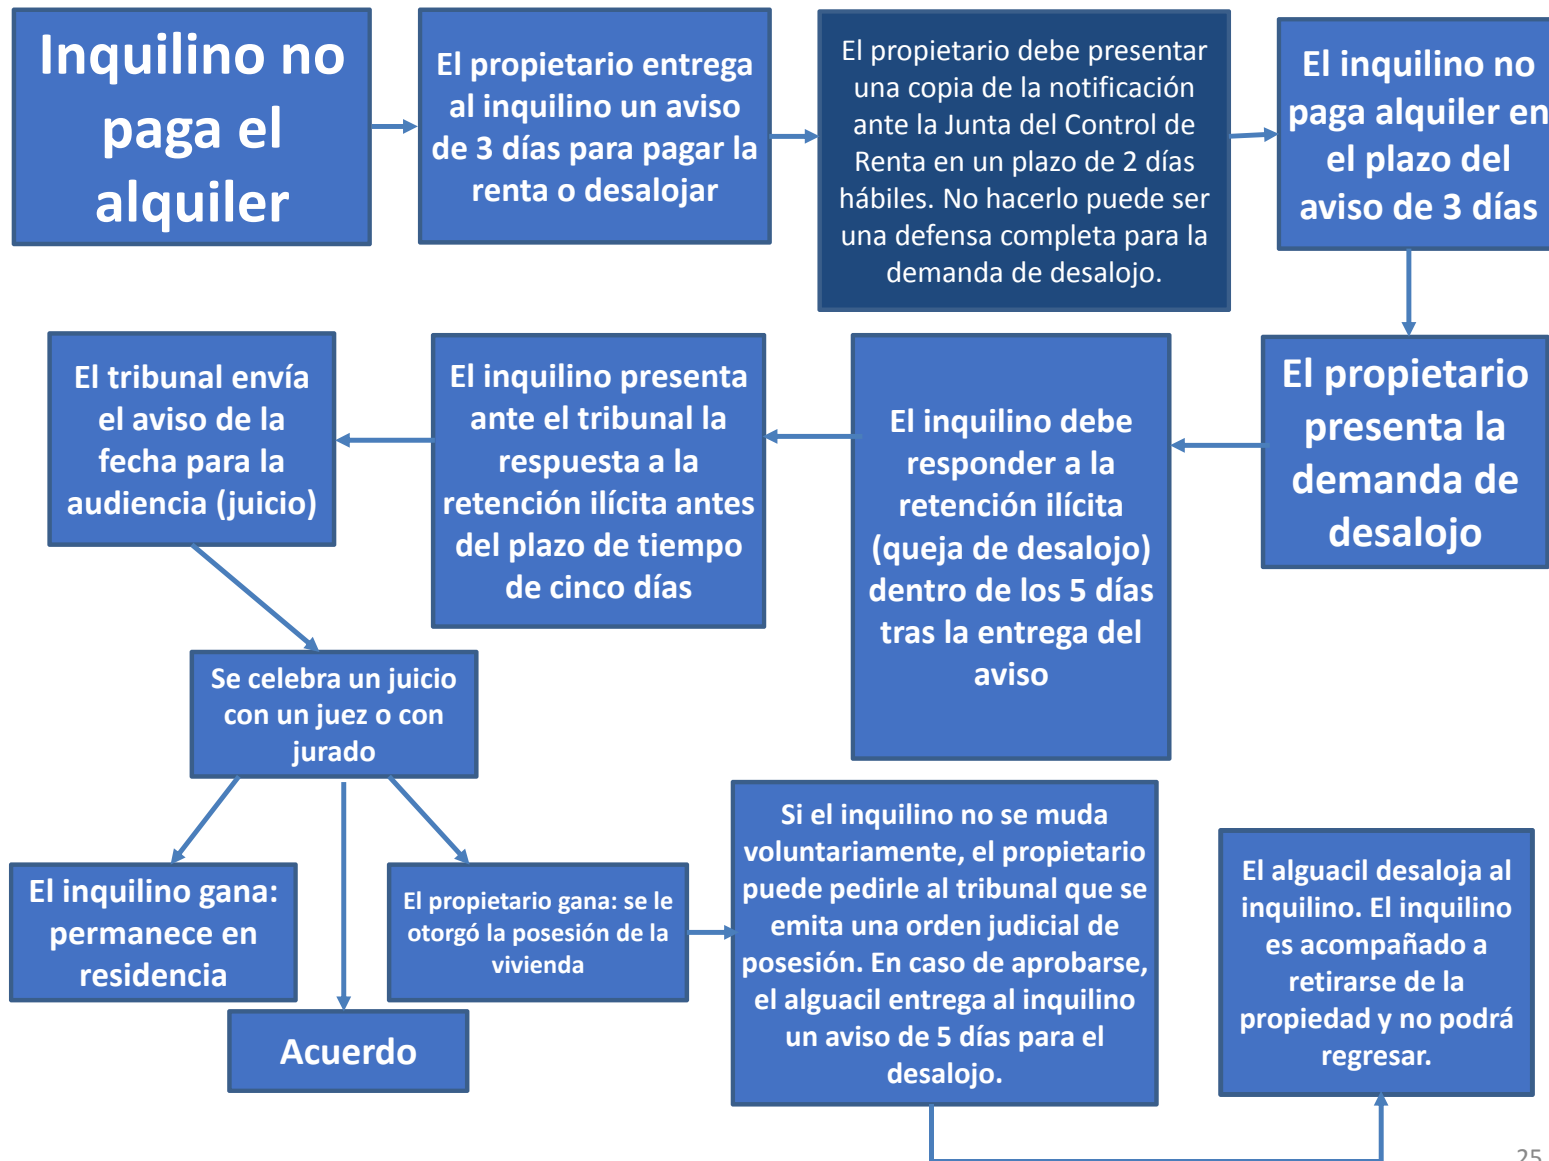 Inquilino no
paga el
alquiler
El propietario entrega
al inquilino un aviso
de 3 días para pagar la
renta o desalojar
El propietario debe presentar
una copia de la notificación
ante la Junta del Control de
Renta en un plazo de 2 días
hábiles. No hacerlo puede ser
una defensa completa para la
demanda de desalojo.
El inquilino no
paga alquiler en
el plazo del
aviso de 3 días
El propietario
presenta la
demanda de
desalojo
El inquilino debe
responder a la
retención ilícita
(queja de desalojo)
dentro de los 5 días
tras la entrega del
aviso
El inquilino presenta
ante el tribunal la
respuesta a la
retención ilícita antes
del plazo de tiempo
de cinco días
El tribunal envía
el aviso de la
fecha para la
audiencia (juicio)
Se celebra un juicio
con un juez o con
jurado
El inquilino gana:
permanece en
residencia
Acuerdo
El propietario gana: se le
otorgó la posesión de la
vivienda
Si el inquilino no se muda
voluntariamente, el propietario
puede pedirle al tribunal que se
emita una orden judicial de
posesión. En caso de aprobarse,
el alguacil entrega al inquilino
un aviso de 5 días para el
desalojo.
El alguacil desaloja al
inquilino. El inquilino
es acompañado a
retirarse de la
propiedad y no podrá
regresar.
25